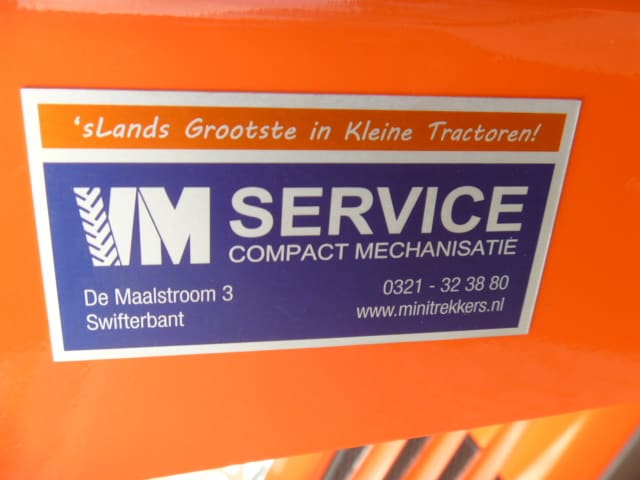 'sLands Grootste in Kleine Tractoren!
VM SERVICE
COMPACT MECHANISATIE
De Maalstroom 3
Swifterbant
0321 - 32 38 80
www.minitrekkers.nl